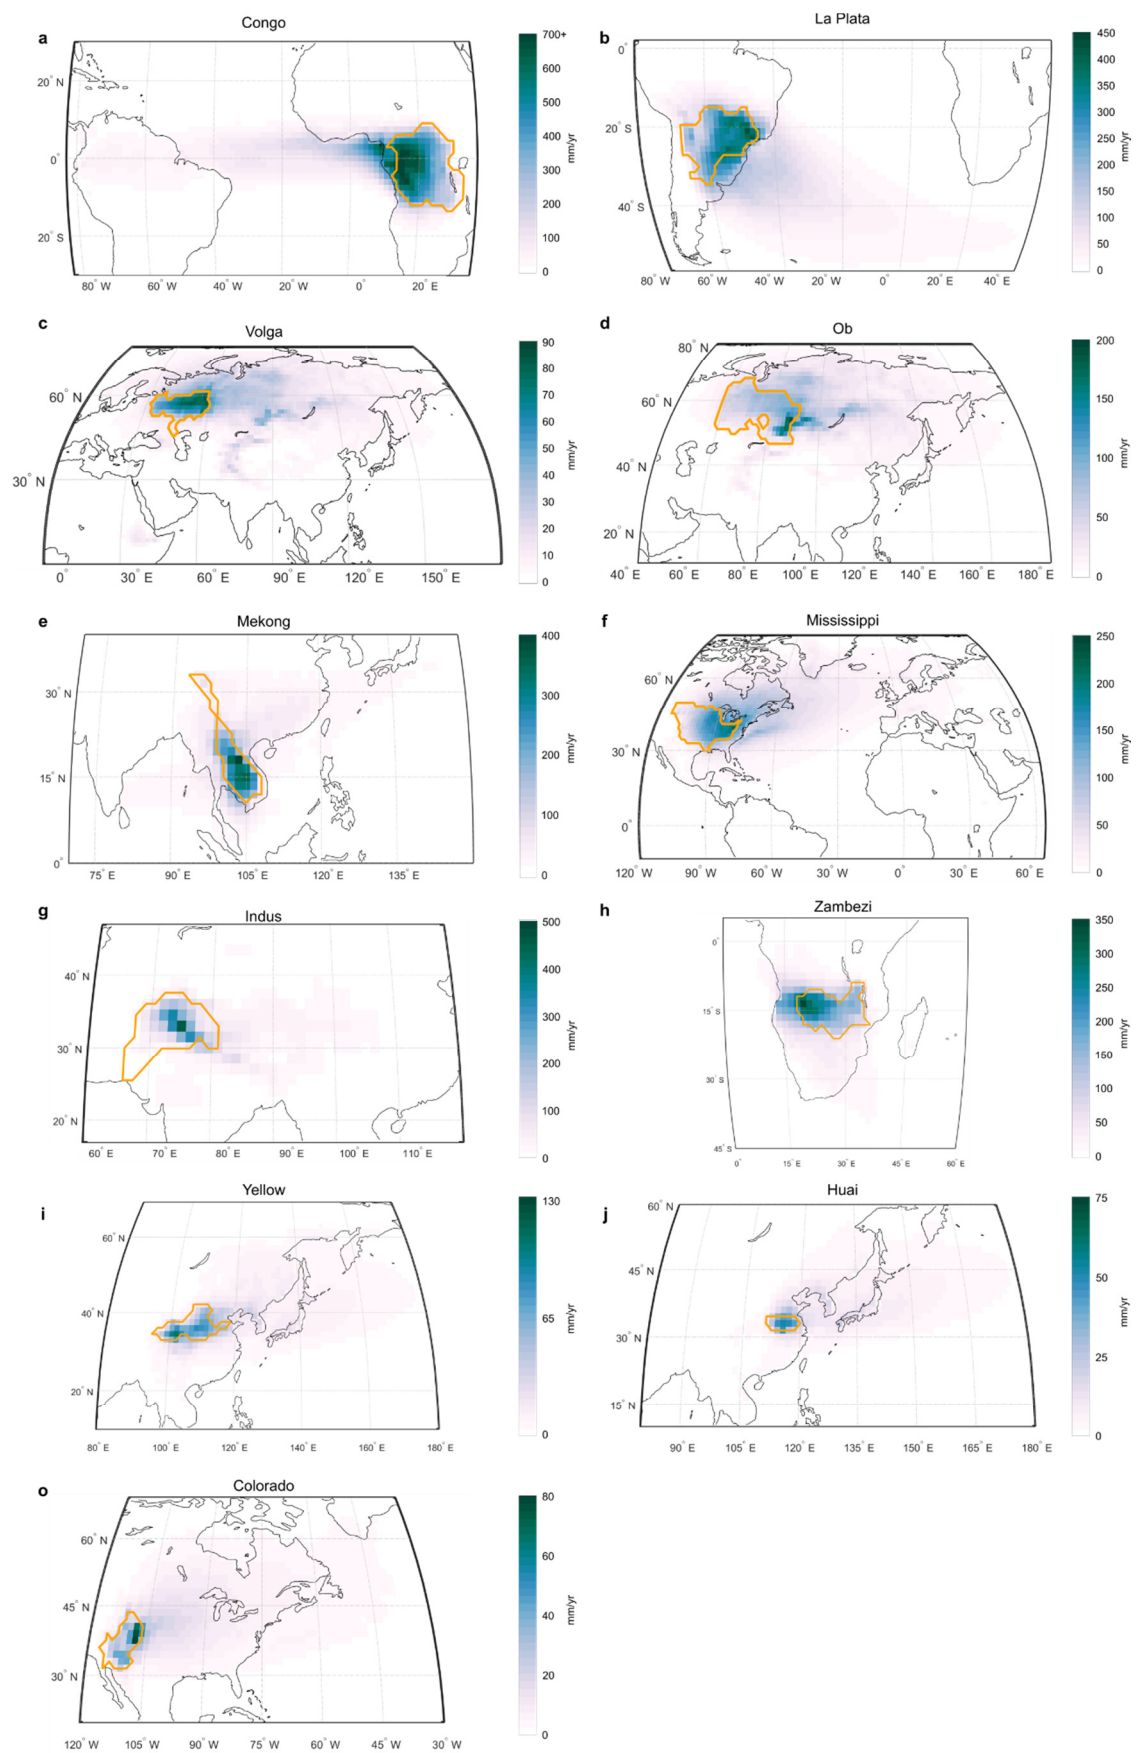 Congo
a
700+
600
500
400
300
200
100
0
mm/yr
20° N
0°
20° S
80° W 60° W 40° W 20° W 0° 20° E
La Plata
b
450
400
350
300
250
200
150
100
50
0
mm/yr
0°
20° S
40° S
80° W 60° W 40° W 20° W 0° 20° E 40° E
Volga
c
90
80
70
60
50
40
30
20
10
0
mm/yr
60° N
30° N
0° 30° E 60° E 90° E 120° E 150° E
Ob
d
200
150
100
50
0
mm/yr
80° N
60° N
40° N
20° N
40° E 60° E 80° E 100° E 120° E 140° E 160° E 180° E
Mekong
e
400
300
200
100
0
mm/yr
30° N
15° N
0°
75° E 90° E 105° E 120° E 135° E
Mississippi
f
250
200
150
100
50
0
mm/yr
60° N
30° N
0°
120° W 90° W 60° W 30° W 0° 30° E 60° E
Indus
g
500
400
300
200
100
0
mm/yr
40° N
30° N
20° N
60° E 70° E 80° E 90° E 100° E 110° E
Zambezi
h
350
300
250
200
150
100
50
0
mm/yr
0°
15° S
30° S
45° S
0° 15° E 30° E 45° E 60° E
Yellow
i
130
65
0
mm/yr
60° N
40° N
20° N
80° E 100° E 120° E 140° E 160° E 180° E
Huai
j
75
50
25
0
mm/yr
60° N
45° N
30° N
15° N
90° E 105° E 120° E 135° E 150° E 165° E 180° E
Colorado
o
80
60
40
20
0
mm/yr
60° N
45° N
30° N
120° W 105° W 90° W 75° W 60° W 45° W 30° W